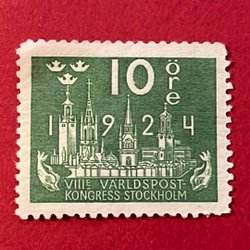 10 öre
1924
VIIIE VÄRLDSPOST-
KONGRESS STOCKHOLM